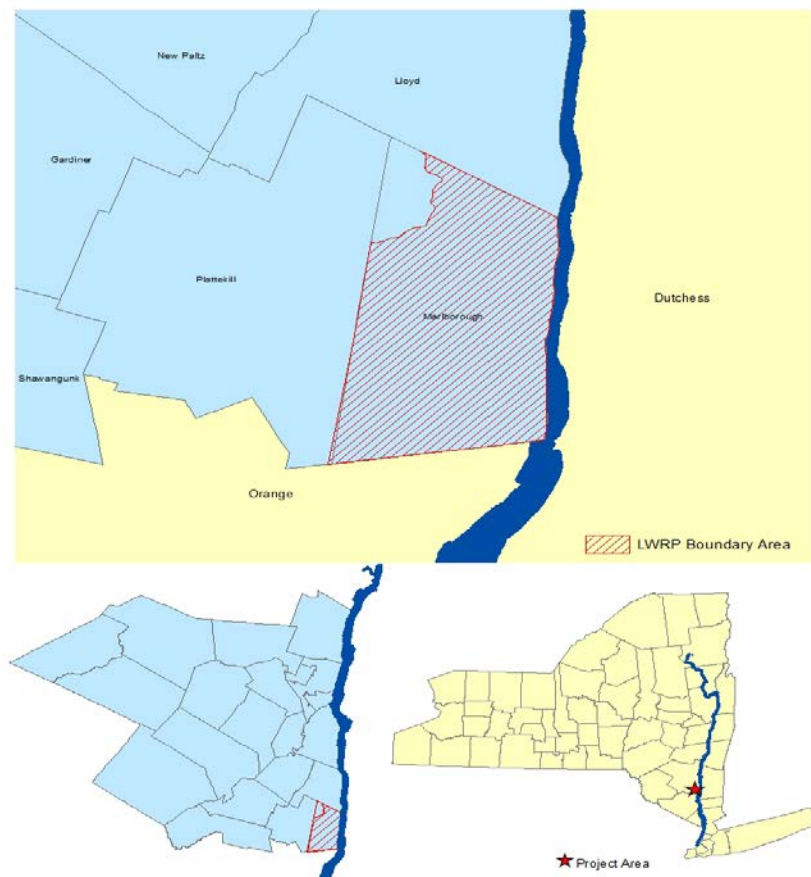 New Paltz
Lloyd
Gardiner
Plattekill
Dutchess
Marlborough
Shawangunk
Orange
LWRP Boundary Area
Project Area